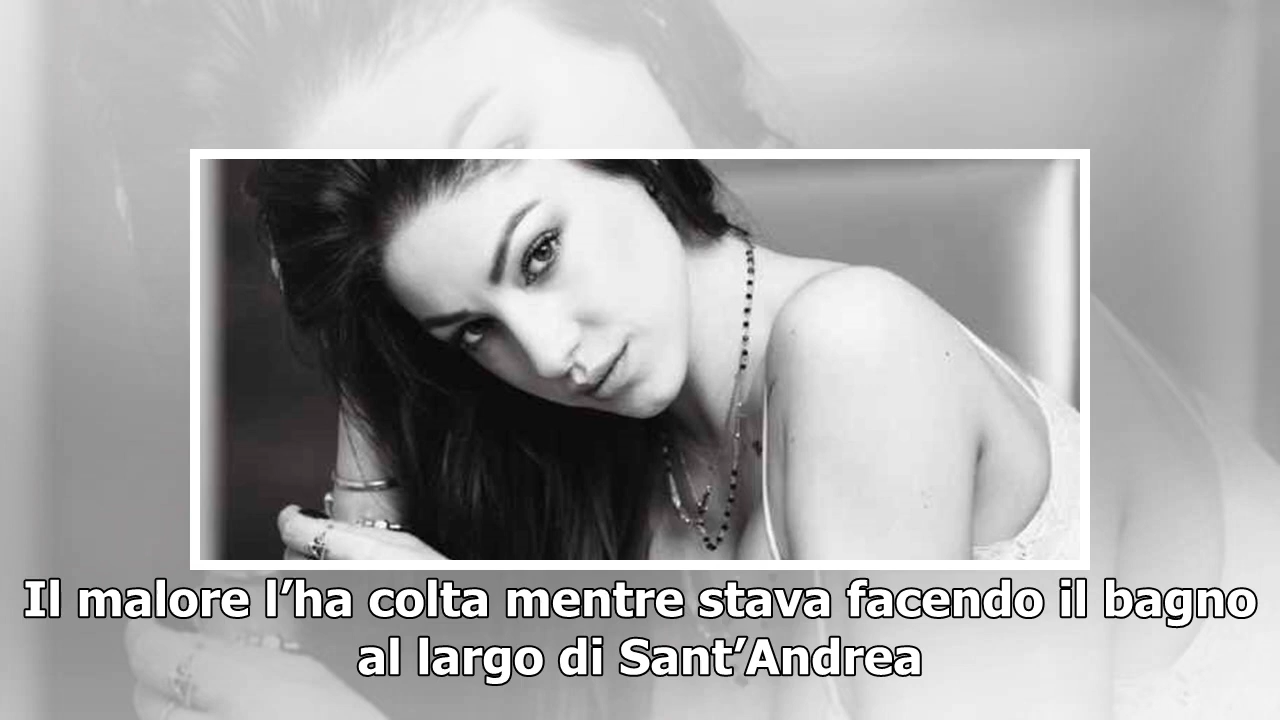 Il malore l’ha colta mentre stava facendo il bagno
al largo di Sant’Andrea